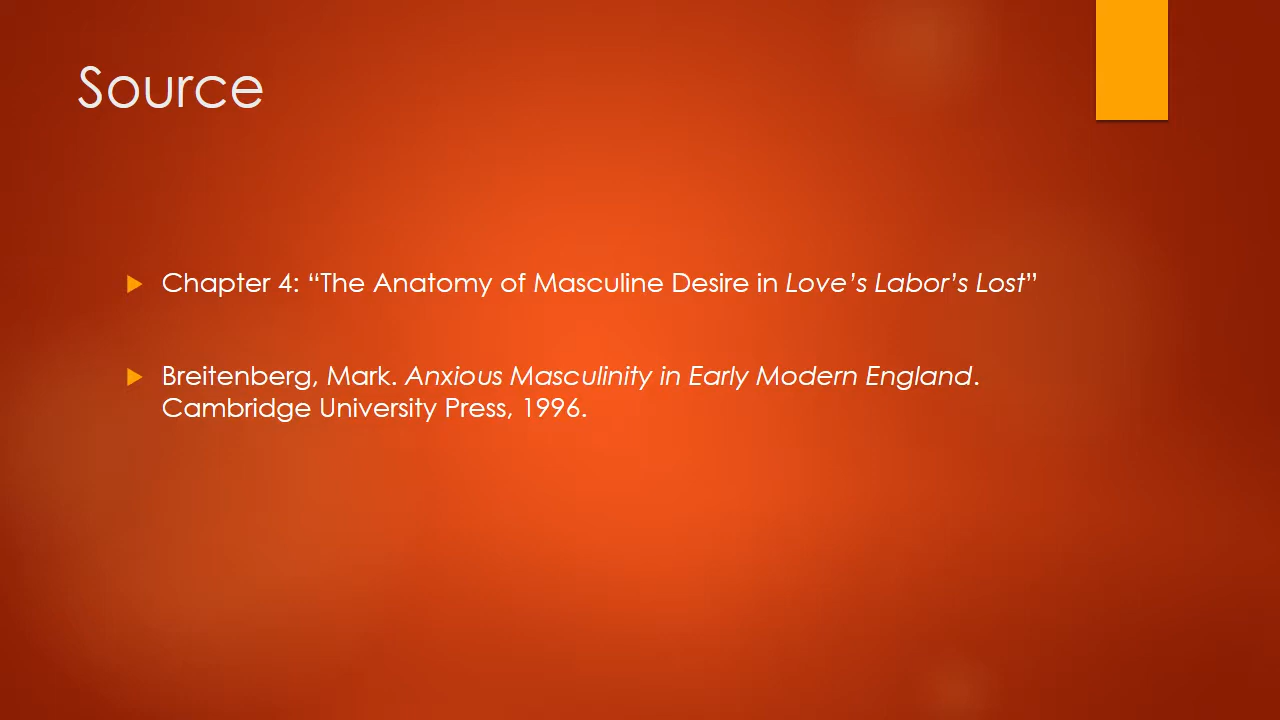 Source
Chapter 4: “The Anatomy of Masculine Desire in Love’s Labor’s Lost”
Breitenberg, Mark. Anxious Masculinity in Early Modern England.
Cambridge University Press, 1996.